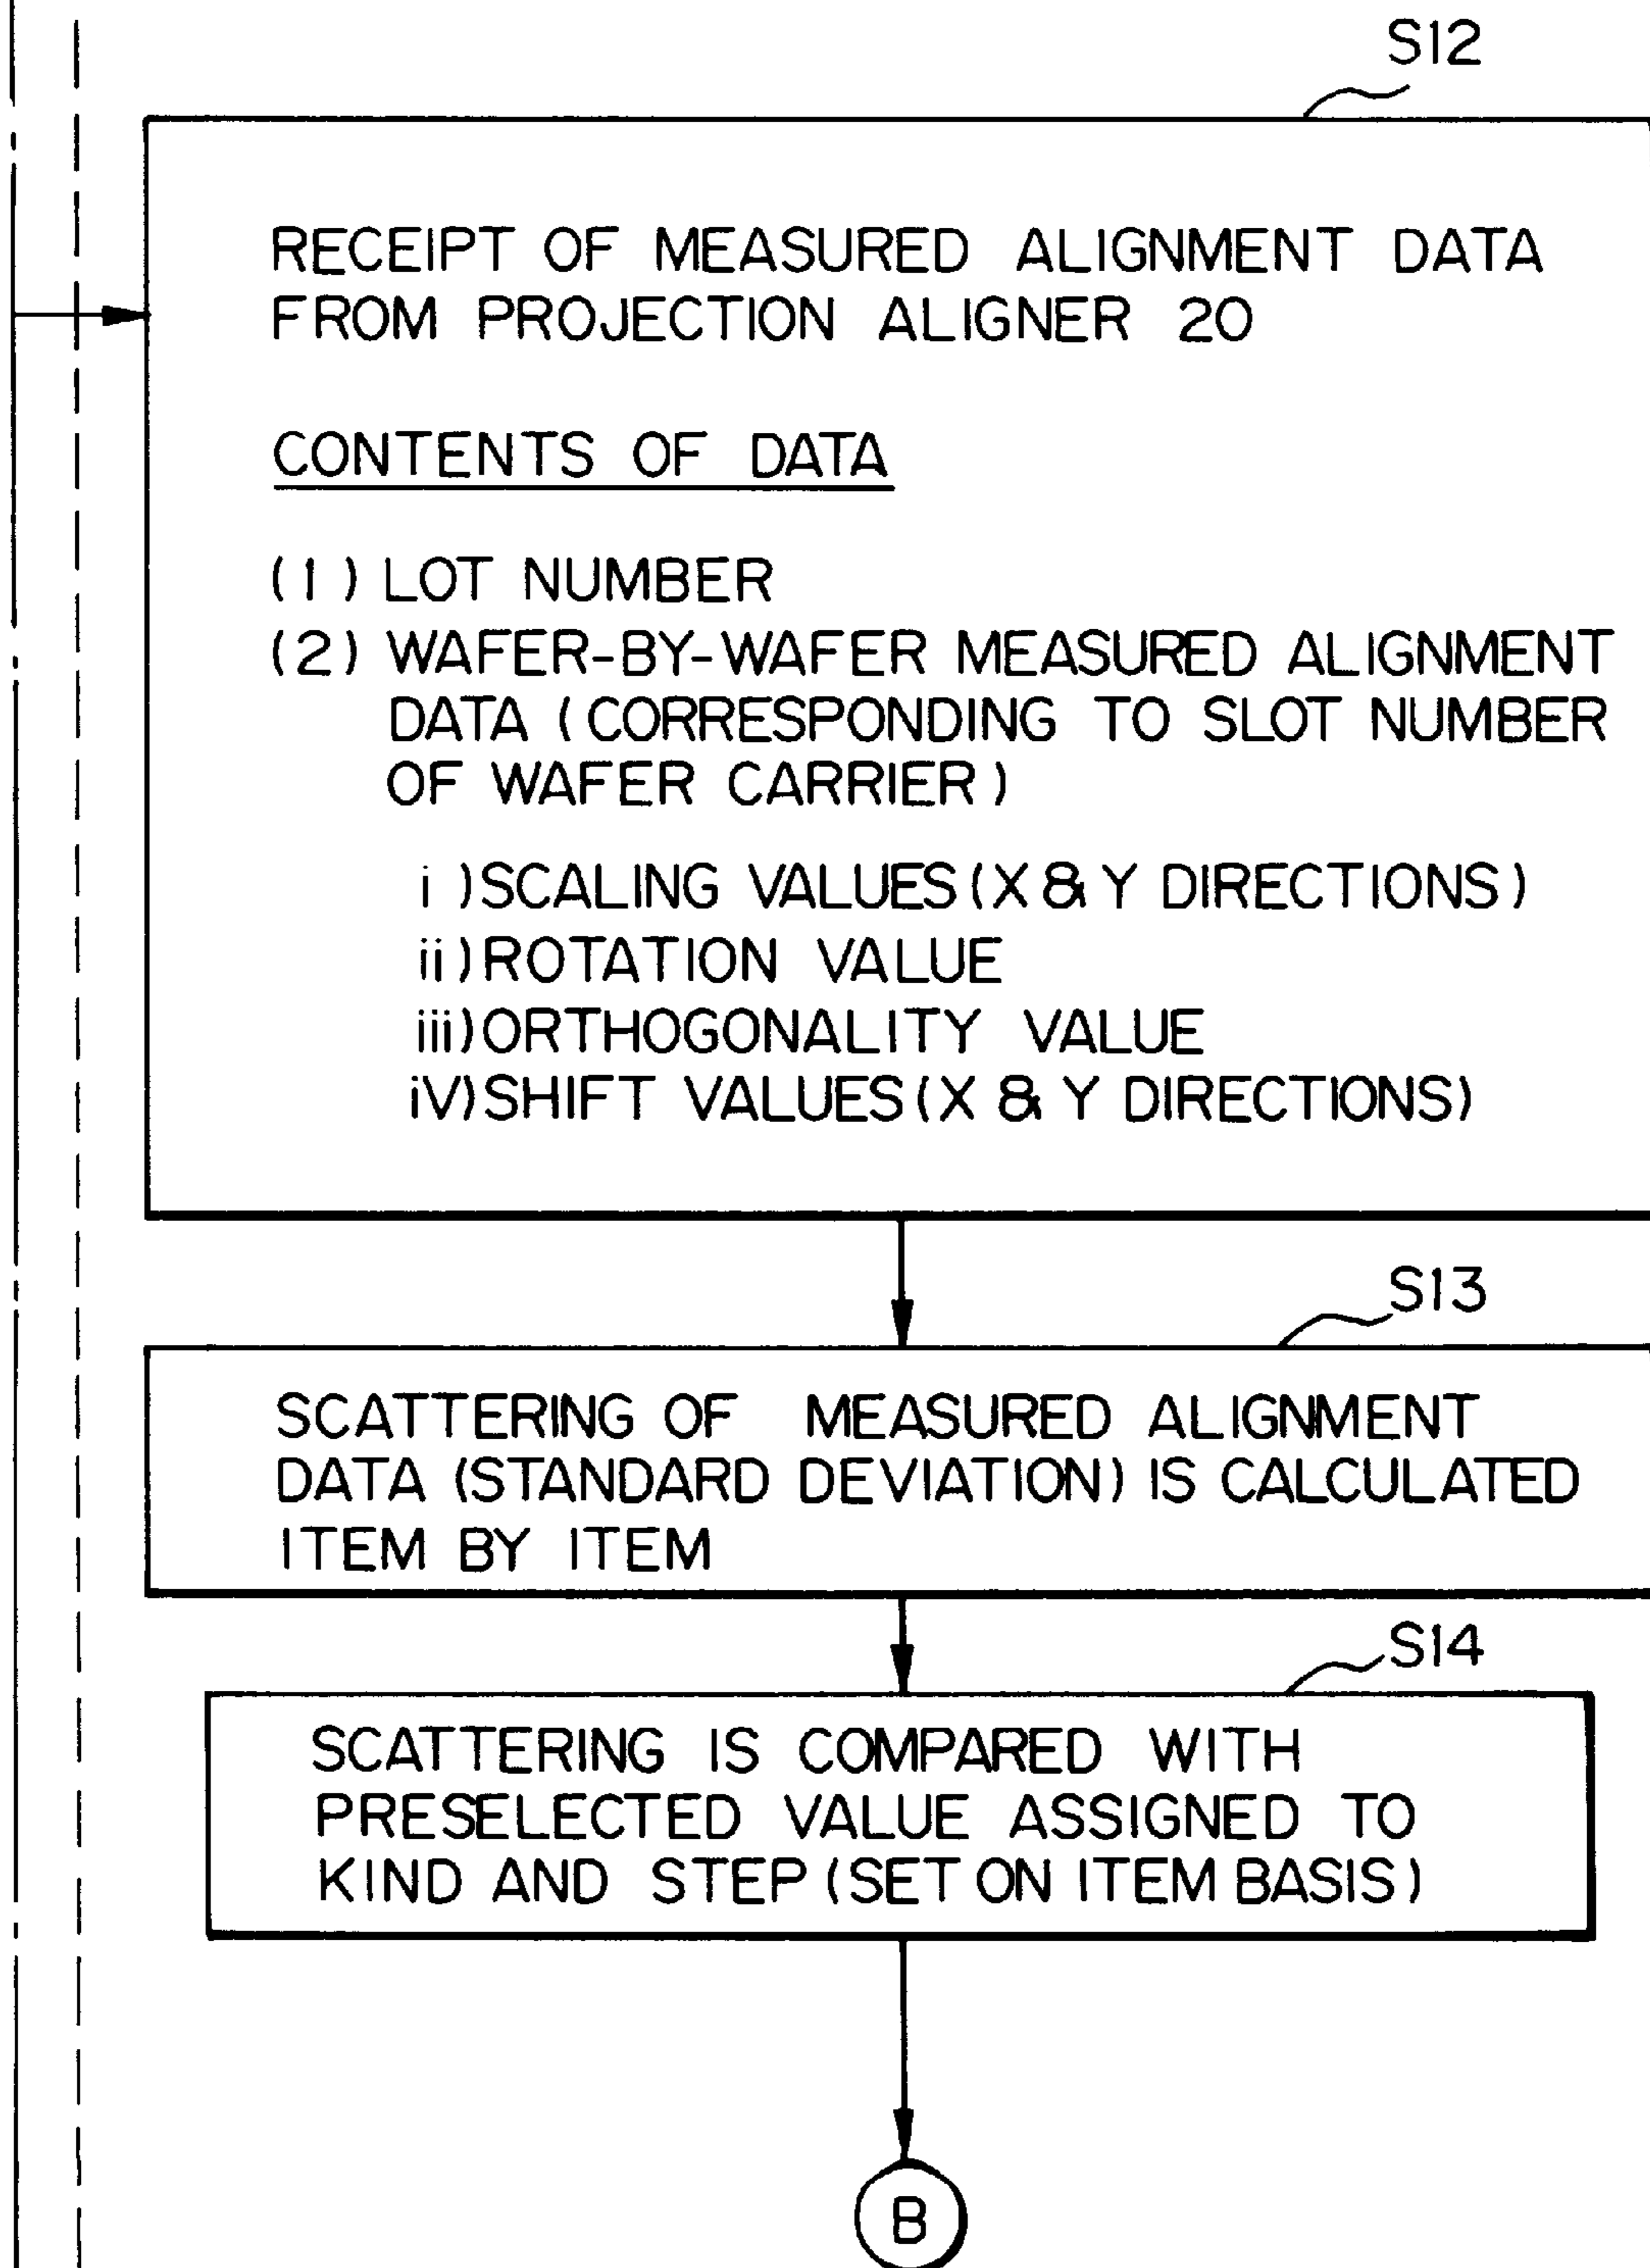 S12
RECEIPT OF MEASURED ALIGNMENT DATA
FROM PROJECTION ALIGNER 20
CONTENTS OF DATA
(1) LOT NUMBER
(2) WAFER-BY-WAFER MEASURED ALIGNMENT
DATA (CORRESPONDING TO SLOT NUMBER
OF WAFER CARRIER)
i) SCALING VALUES (X & Y DIRECTIONS)
ii) ROTATION VALUE
iii) ORTHOGONALITY VALUE
iV) SHIFT VALUES (X & Y DIRECTIONS)
S13
SCATTERING OF MEASURED ALIGNMENT
DATA (STANDARD DEVIATION) IS CALCULATED
ITEM BY ITEM
S14
SCATTERING IS COMPARED WITH
PRESELECTED VALUE ASSIGNED TO
KIND AND STEP (SET ON ITEM BASIS)
B